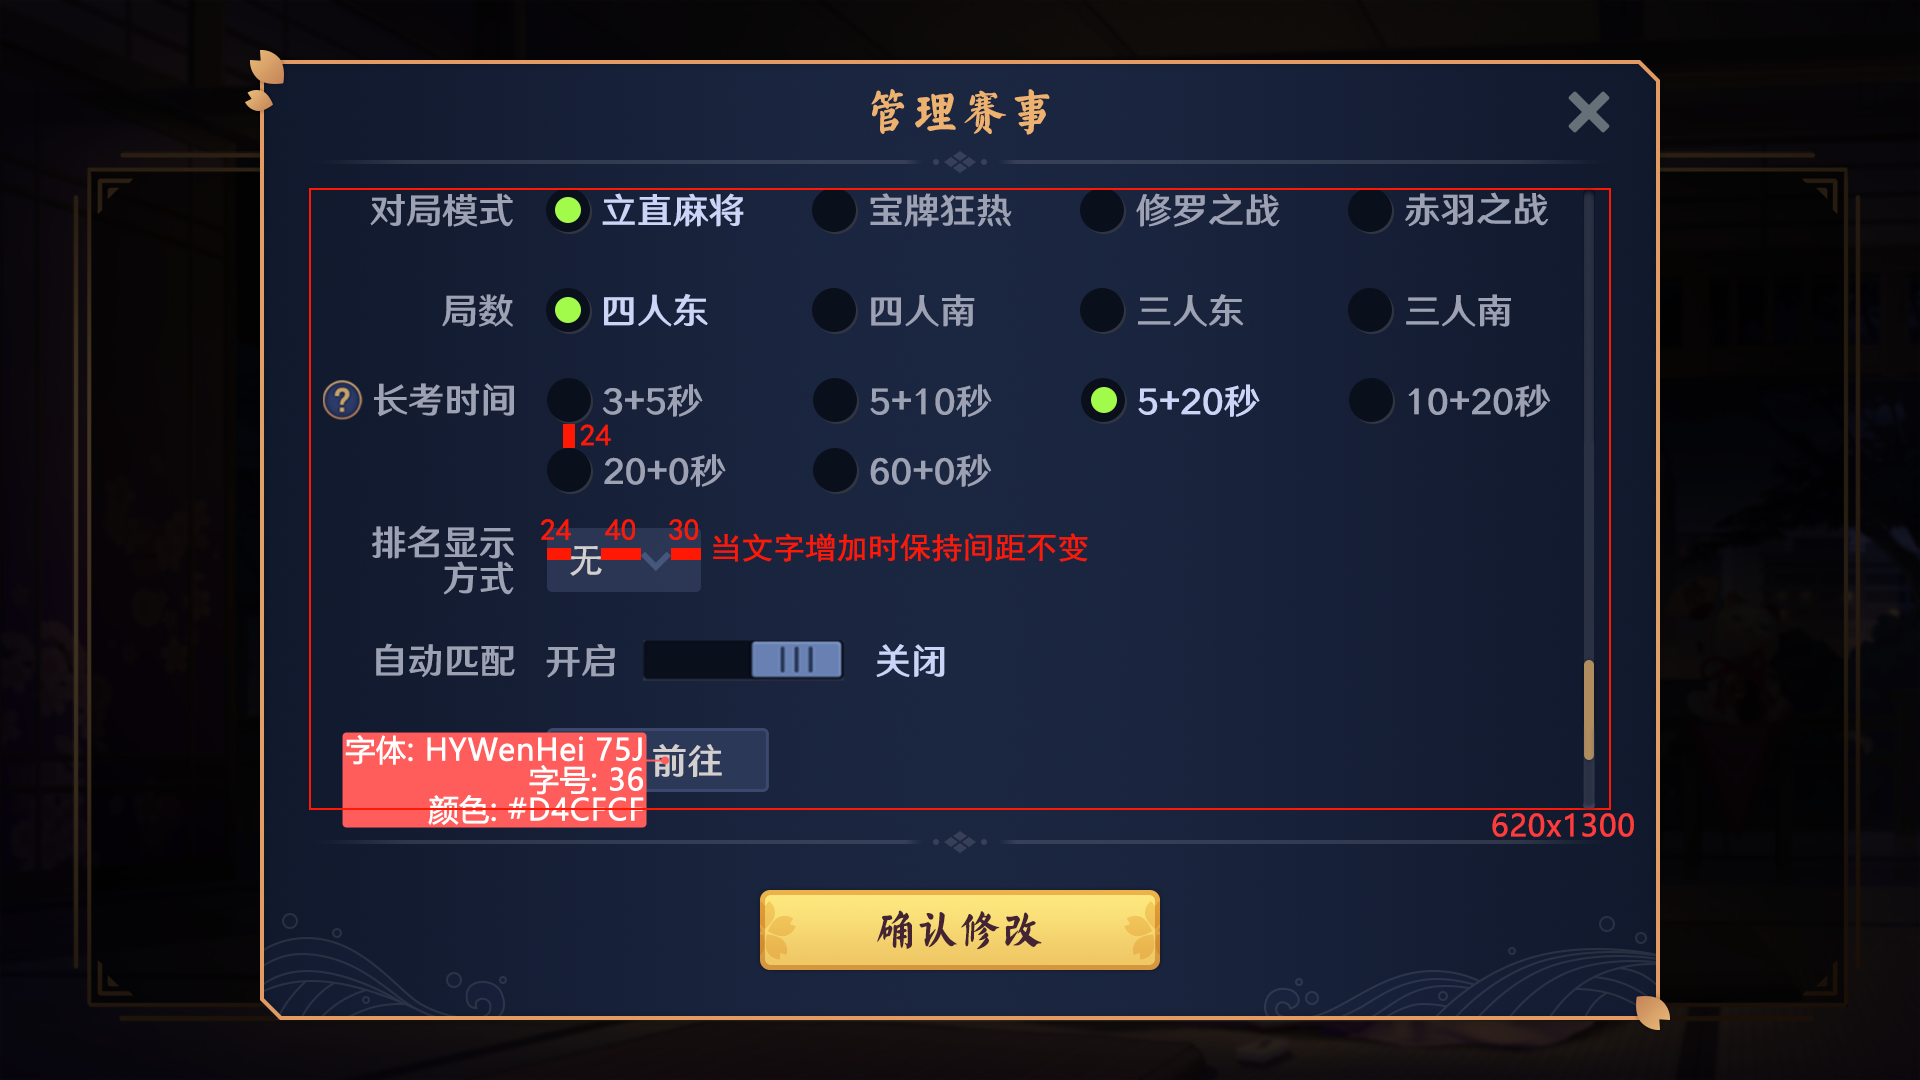 管理赛事
对局模式 立直麻将 宝牌狂热 修罗之战 赤羽之战
局数 四人东 四人南 三人东 三人南
? 长考时间 3+5秒 5+10秒 5+20秒 10+20秒
24
20+0秒 60+0秒
排名显示
方式
24 40 30
无
当文字增加时保持间距不变
自动匹配 开启 关闭
字体: HYWenHei 75J
字号: 36
颜色: #D4CFCF
前往
620x1300
确认修改